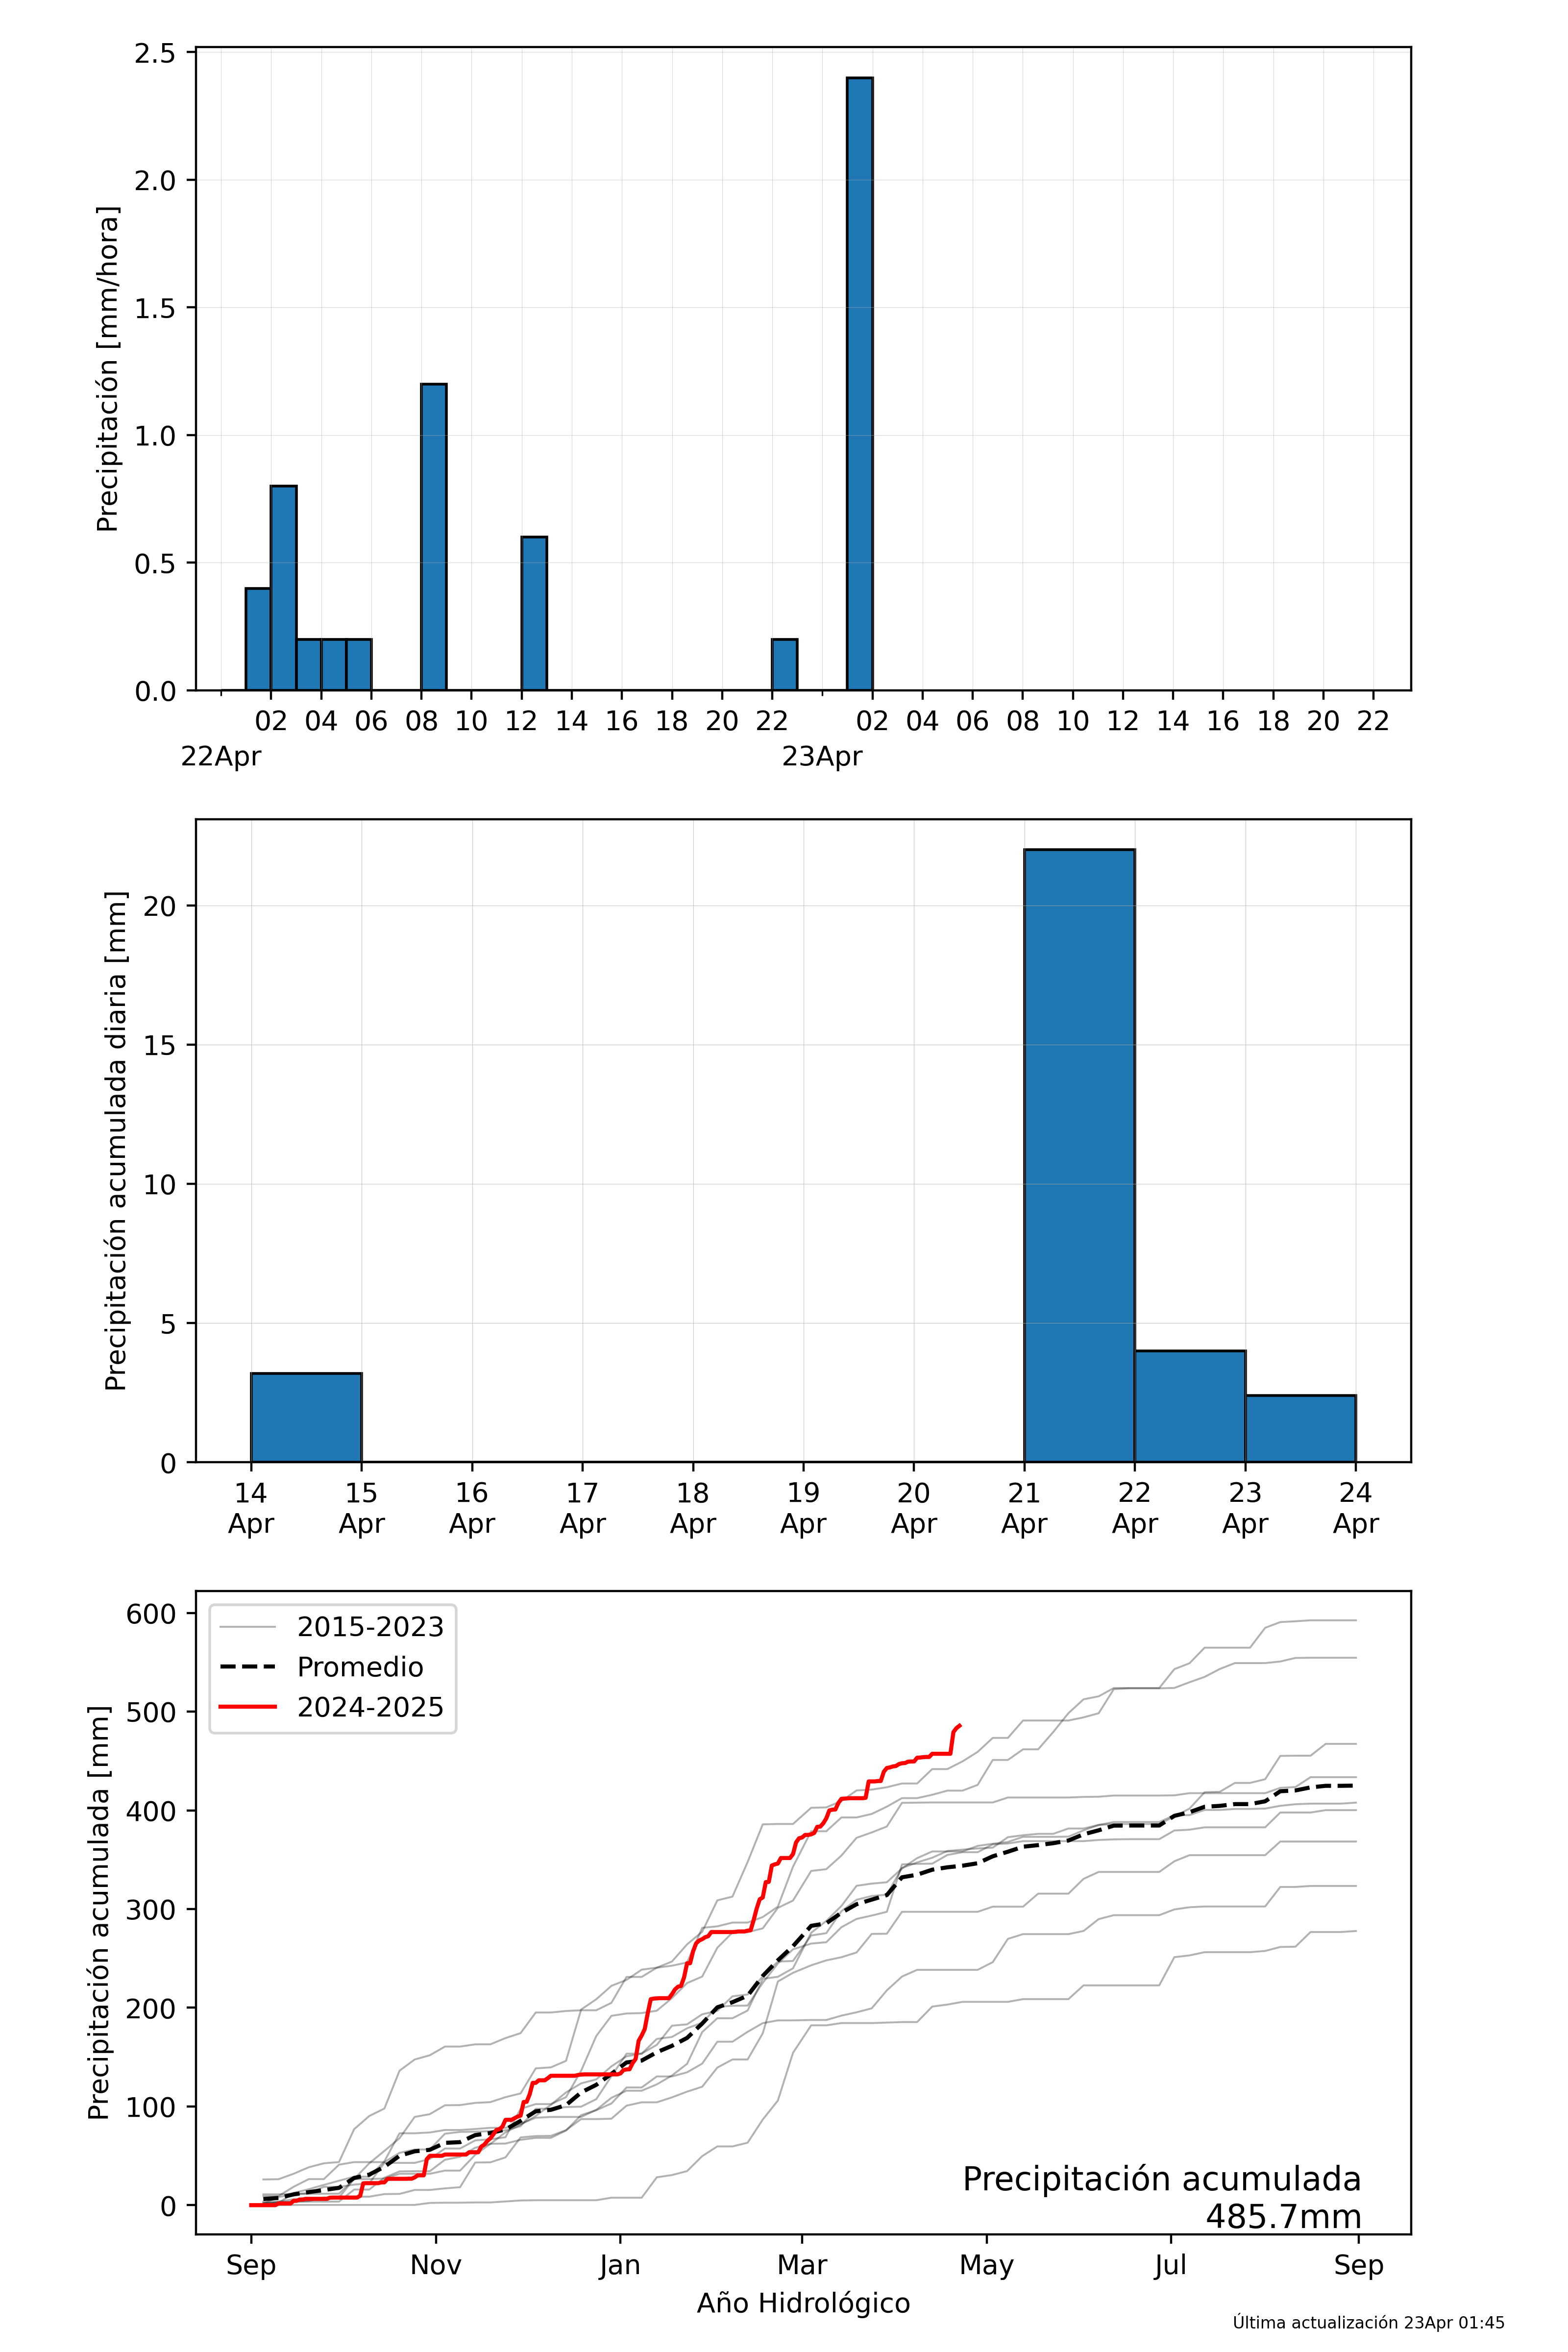 2.5
2.0
1.5
1.0
0.5
0.0
Precipitación [mm/hora]
02 04 06 08 10 12 14 16 18 20 22 02 04 06 08 10 12 14 16 18 20 22
22Apr 23Apr
20
15
10
5
0
Precipitación acumulada diaria [mm]
14 15 16 17 18 19 20 21 22 23 24
Apr Apr Apr Apr Apr Apr Apr Apr Apr Apr Apr
600
500
400
300
200
100
0
Precipitación acumulada [mm]
2015-2023
Promedio
2024-2025
Precipitación acumulada
485.7mm
Sep Nov Jan Mar May Jul Sep
Año Hidrológico
Última actualización 23Apr 01:45